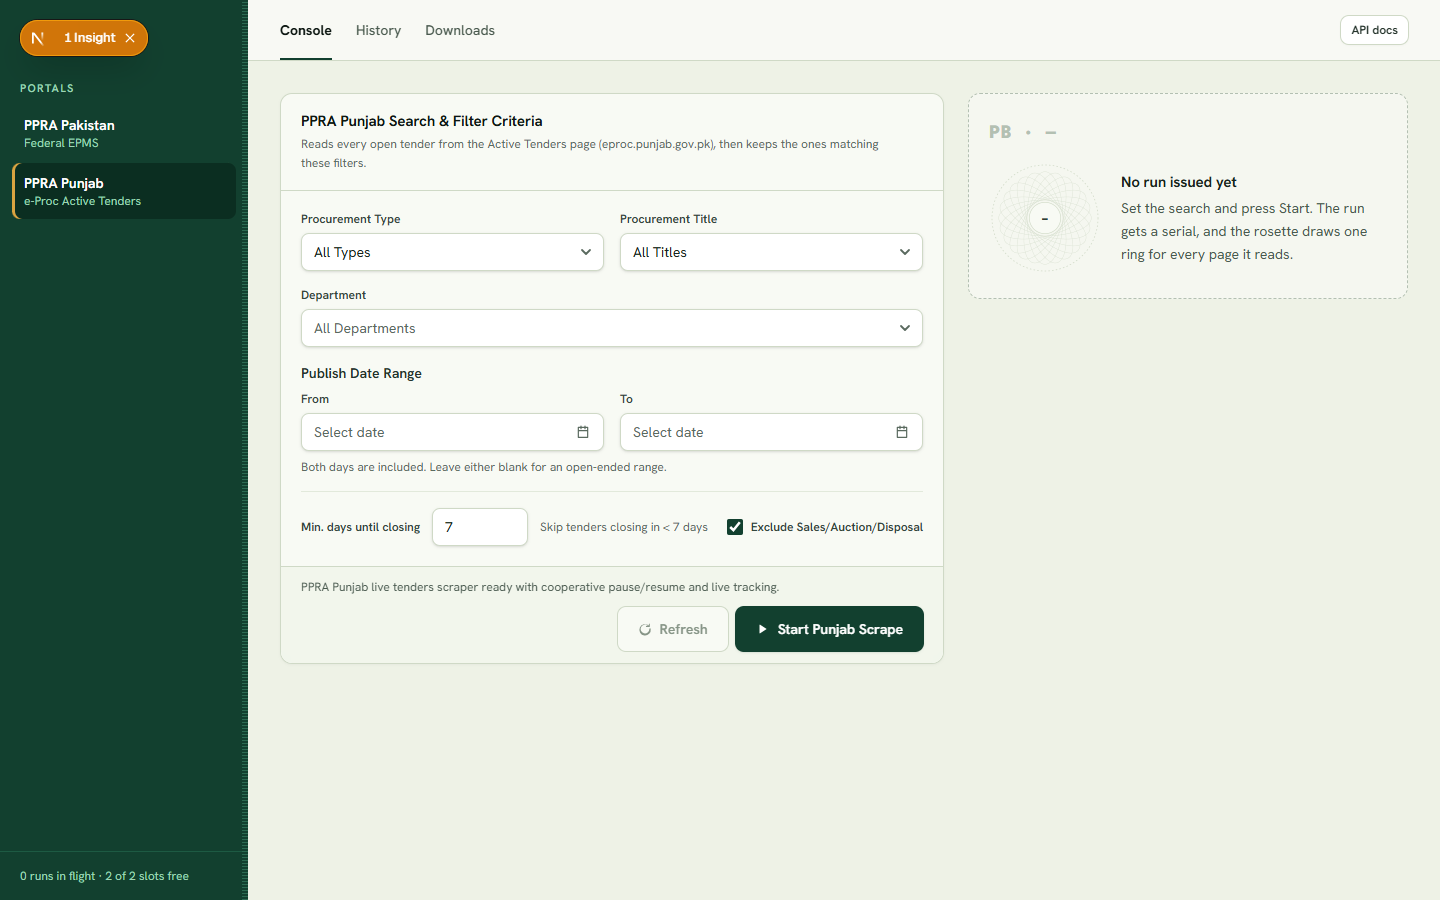 1 Insight
PORTALS
PPRA Pakistan
Federal EPMS
PPRA Punjab
e-Proc Active Tenders
0 runs in flight · 2 of 2 slots free
Console
History
Downloads
API docs
PPRA Punjab Search & Filter Criteria
Reads every open tender from the Active Tenders page (eproc.punjab.gov.pk), then keeps the ones matching
these filters.
Procurement Type
Procurement Title
All Types
All Titles
Department
All Departments
Publish Date Range
From
To
Select date
Select date
Both days are included. Leave either blank for an open-ended range.
Min. days until closing
7
Skip tenders closing in < 7 days
Exclude Sales/Auction/Disposal
PPRA Punjab live tenders scraper ready with cooperative pause/resume and live tracking.
Refresh
Start Punjab Scrape
PB · –
–
No run issued yet
Set the search and press Start. The run
gets a serial, and the rosette draws one
ring for every page it reads.